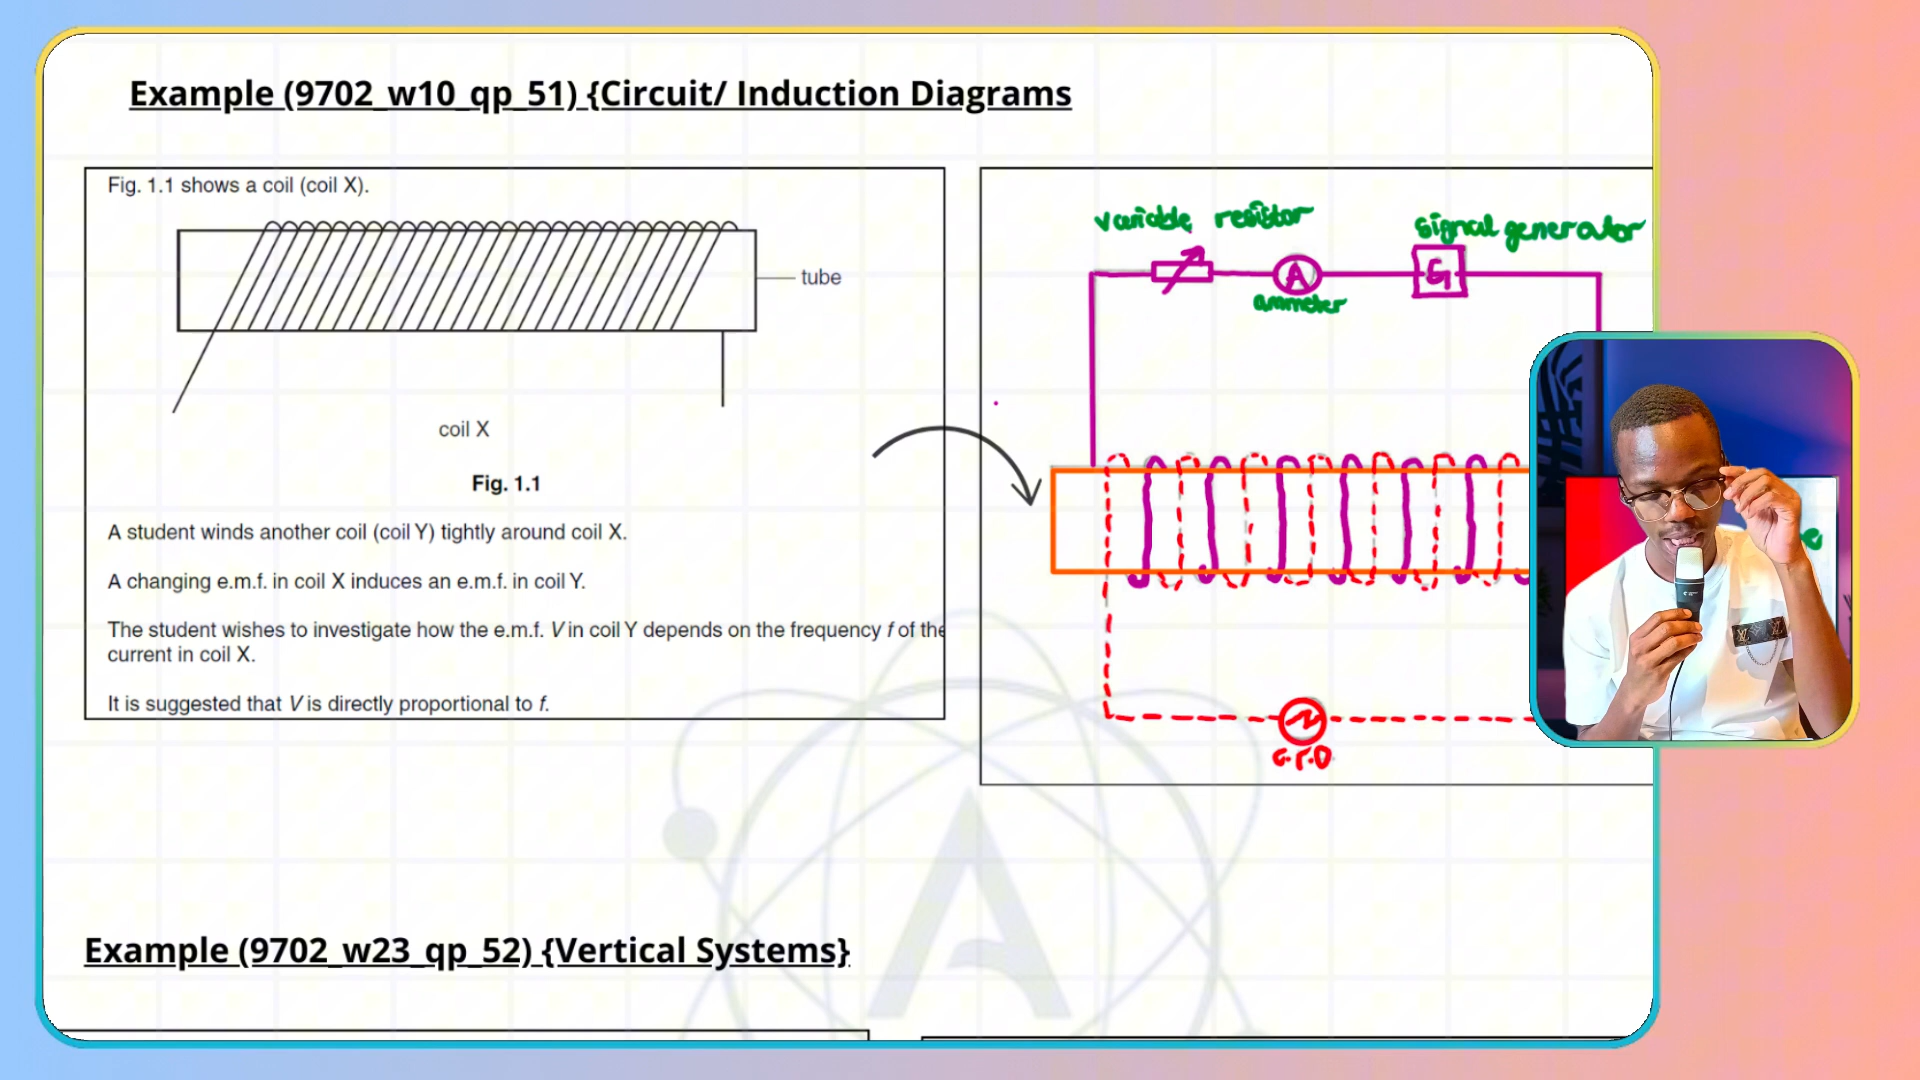 Example (9702_w10_qp_51) {Circuit/ Induction Diagrams
Fig. 1.1 shows a coil (coil X).
tube
coil X
Fig. 1.1
A student winds another coil (coil Y) tightly around coil X.
A changing e.m.f. in coil X induces an e.m.f. in coil Y.
The student wishes to investigate how the e.m.f. V in coil Y depends on the frequency f of the
current in coil X.
It is suggested that V is directly proportional to f.
variable resistor
signal generator
A
G
ammeter
C.R.O
Example (9702_w23_qp_52) {Vertical Systems}